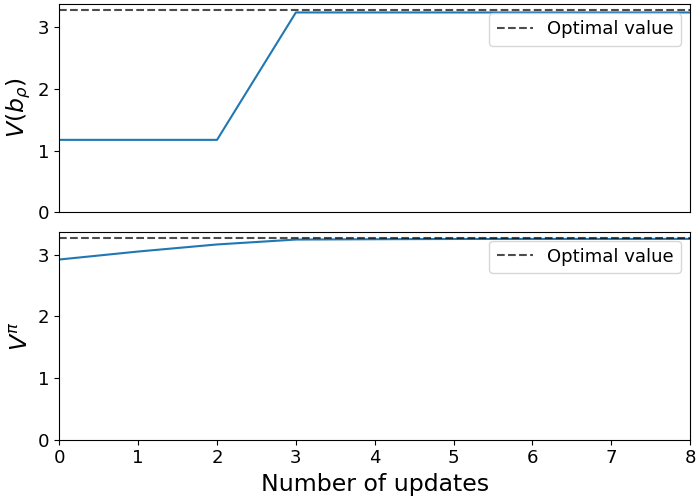 3
2
1
0
V(b_ρ)
Optimal value
3
2
1
0
V^π
Optimal value
0 1 2 3 4 5 6 7 8
Number of updates